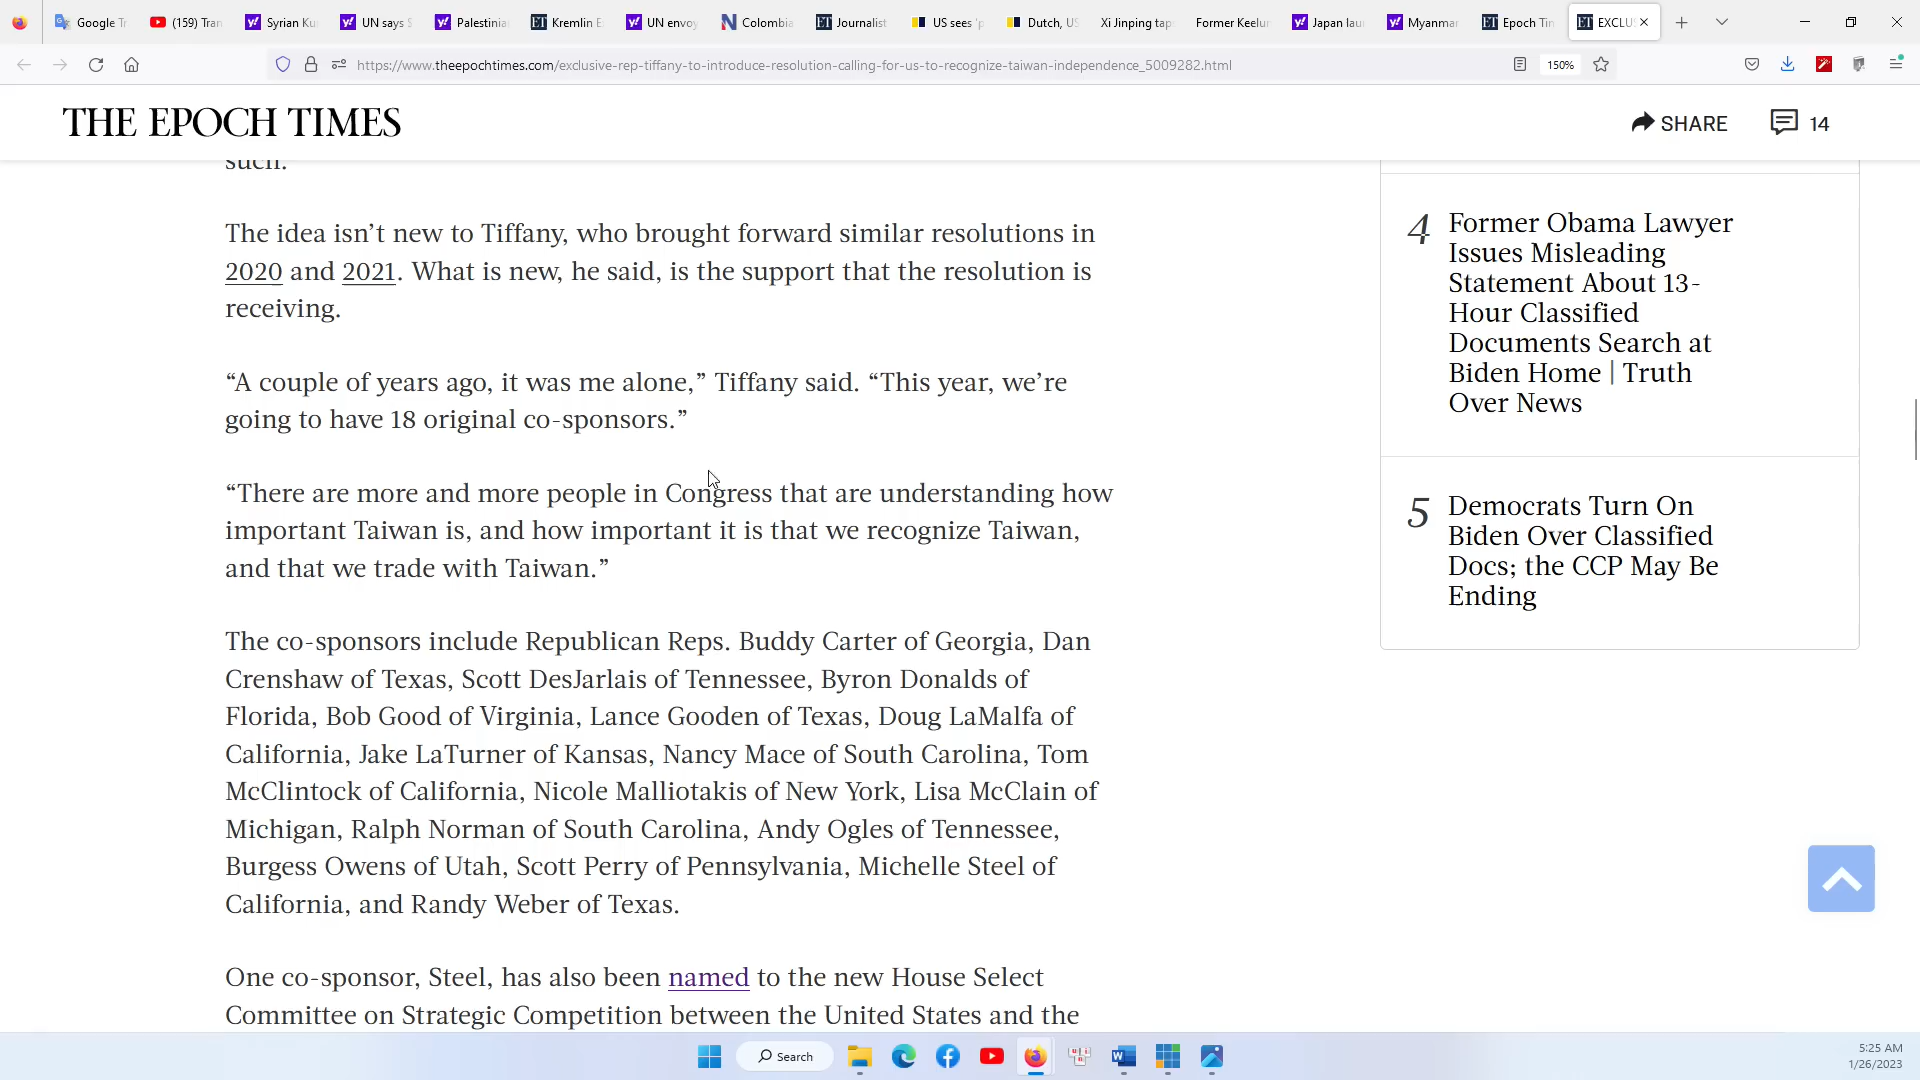 Google Tr
(159) Tran
Syrian Ku
UN says S
Palestinia
Kremlin E
UN envoy
Colombia
Journalist
US sees 'p
Dutch, US
Xi Jinping tap
Former Keelun
Japan lau
Myanmar
Epoch Tim
EXCLU
https://www.theepochtimes.com/exclusive-rep-tiffany-to-introduce-resolution-calling-for-us-to-recognize-taiwan-independence_5009282.html
150%
THE EPOCH TIMES
SHARE
14
such."
The idea isn’t new to Tiffany, who brought forward similar resolutions in
2020 and 2021. What is new, he said, is the support that the resolution is
receiving.
“A couple of years ago, it was me alone,” Tiffany said. “This year, we’re
going to have 18 original co-sponsors.”
“There are more and more people in Congress that are understanding how
important Taiwan is, and how important it is that we recognize Taiwan,
and that we trade with Taiwan.”
The co-sponsors include Republican Reps. Buddy Carter of Georgia, Dan
Crenshaw of Texas, Scott DesJarlais of Tennessee, Byron Donalds of
Florida, Bob Good of Virginia, Lance Gooden of Texas, Doug LaMalfa of
California, Jake LaTurner of Kansas, Nancy Mace of South Carolina, Tom
McClintock of California, Nicole Malliotakis of New York, Lisa McClain of
Michigan, Ralph Norman of South Carolina, Andy Ogles of Tennessee,
Burgess Owens of Utah, Scott Perry of Pennsylvania, Michelle Steel of
California, and Randy Weber of Texas.
One co-sponsor, Steel, has also been named to the new House Select
Committee on Strategic Competition between the United States and the
4
Former Obama Lawyer
Issues Misleading
Statement About 13-
Hour Classified
Documents Search at
Biden Home | Truth
Over News
5
Democrats Turn On
Biden Over Classified
Docs; the CCP May Be
Ending
Search
5:25 AM
1/26/2023